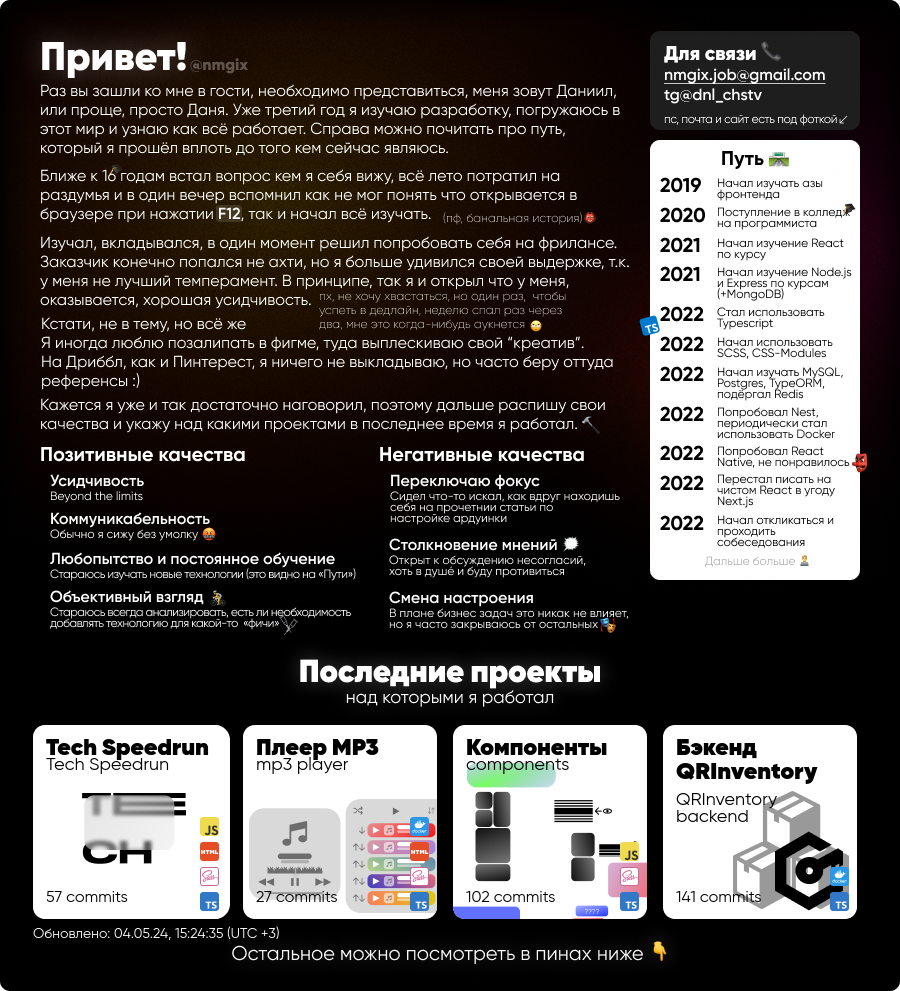 Привет! @nmgix
Раз вы зашли ко мне в гости, необходимо представиться, меня зовут Даниил,
или проще, просто Даня. Уже третий год я изучаю разработку, погружаюсь в
этот мир и узнаю как всё работает. Справа можно почитать про путь,
который я прошёл вплоть до того кем сейчас являюсь.
Ближе к 16 годам встал вопрос кем я себя вижу, всё лето потратил на
раздумья и в один вечер вспомнил как не мог понять что открывается в
браузере при нажатии F12, так и начал всё изучать. (пф, банальная история)👹
Изучал, вкладывался, в один момент решил попробовать себя на фрилансе.
Заказчик конечно попался не ахти, но я больше удивился своей выдержке, т.к.
у меня не лучший темперамент. В принципе, так я и открыл что у меня,
оказывается, хорошая усидчивость.
пх, не хочу хвастаться, но один раз, чтобы
успеть в дедлайн, неделю спал раз через
два, мне это когда-нибудь аукнется 🙄
Кстати, не в тему, но всё же
Я иногда люблю позалипать в фигме, туда выплескиваю свой “креатив”.
На Дриббл, как и Пинтерест, я ничего не выкладываю, но часто беру оттуда
референсы :)
Кажется я уже и так достаточно наговорил, поэтому дальше распишу свои
качества и укажу над какими проектами в последнее время я работал. 🔨
Позитивные качества
Усидчивость
Beyond the limits
Коммуникабельность
Обычно я сижу без умолку 🤬
Любопытство и постоянное обучение
Стараюсь изучать новые технологии (это видно на «Пути»)
Объективный взгляд
Стараюсь всегда анализировать, есть ли необходимость
добавлять технологию для какой-то «фичи»
Негативные качества
Переключаю фокус
Сидел что-то искал, как вдруг находишь
себя на прочетнии статьи по
настройке ардуинки
Столкновение мнений
Открыт к обсуждению несогласий,
хоть в душе и буду противиться
Смена настроения
В плане бизнес задач это никак не влияет,
но я часто закрываюсь от остальных 🎭
Для связи 📞
nmgix.job@gmail.com
tg@dnl_chstv
пс, почта и сайт есть под фоткой↙
Путь 🛣️
2019 Начал изучать азы
фронтенда
2020 Поступление в колледж
на программиста
2021 Начал изучение React
по курсу
2021 Начал изучение Node.js
и Express по курсам
(+MongoDB)
TS
2022 Стал использовать
Typescript
2022 Начал использовать
SCSS, CSS-Modules
2022 Начал изучать MySQL,
Postgres, TypeORM,
подёргал Redis
2022 Попробовал Nest,
периодически стал
использовать Docker
2022 Попробовал React
Native, не понравилось 👺
2022 Перестал писать на
чистом React в угоду
Next.js
2022 Начал откликаться и
проходить
собеседования
Дальше больше
Последние проекты
над которыми я работал
Tech Speedrun
Tech Speedrun
TE
CH
JS
HTML
Sass
TS
57 commits
Плеер MP3
mp3 player
docker
HTML
Sass
TS
27 commits
Компоненты
components
JS
Sass
TS
????
102 commits
Бэкенд
QRInventory
QRInventory
backend
docker
TS
141 commits
Обновлено: 04.05.24, 15:24:35 (UTC +3)
Остальное можно посмотреть в пинах ниже 👇